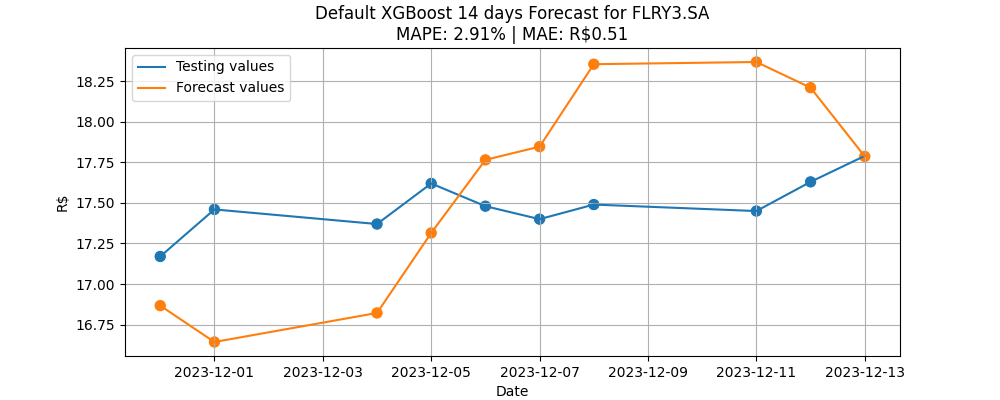 Default XGBoost 14 days Forecast for FLRY3.SA
MAPE: 2.91% | MAE: R$0.51
Testing values
Forecast values
18.25
18.00
17.75
17.50
17.25
17.00
16.75
R$
2023-12-01 2023-12-03 2023-12-05 2023-12-07 2023-12-09 2023-12-11 2023-12-13
Date